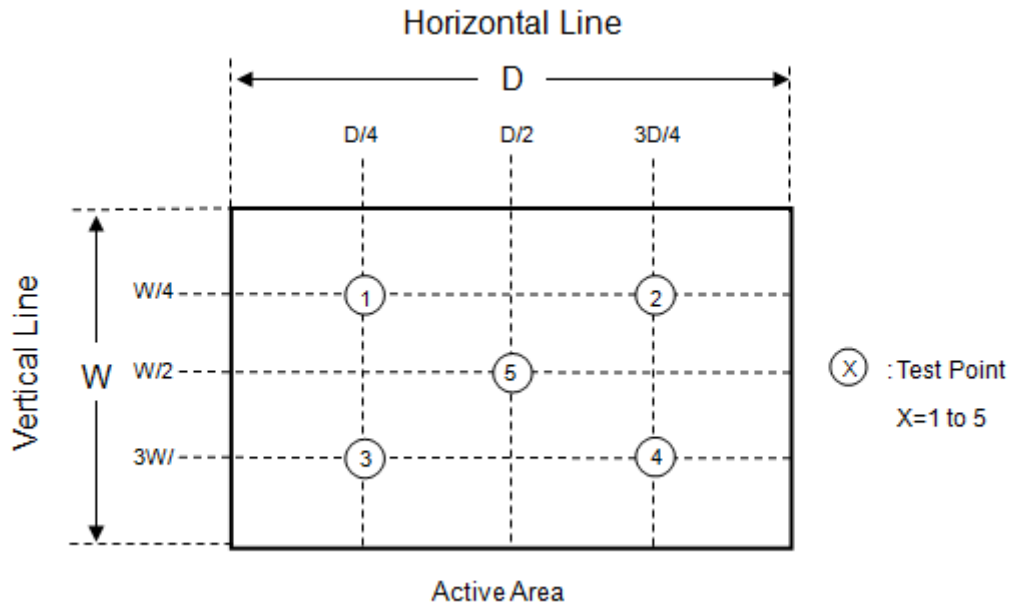 Horizontal Line
D
D/4 D/2 3D/4
Vertical Line
W
W/4
1 2
W/2
5
X : Test Point
X=1 to 5
3W/
3 4
Active Area